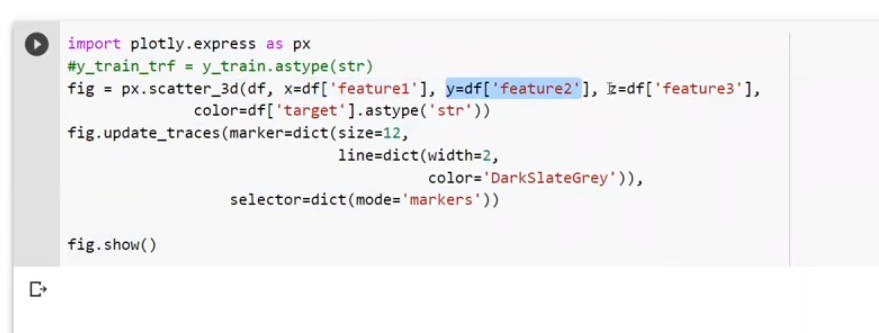 import plotly.express as px
#y_train_trf = y_train.astype(str)
fig = px.scatter_3d(df, x=df['feature1'], y=df['feature2'], z=df['feature3'],
color=df['target'].astype('str'))
fig.update_traces(marker=dict(size=12,
line=dict(width=2,
color='DarkSlateGrey')),
selector=dict(mode='markers'))
fig.show()